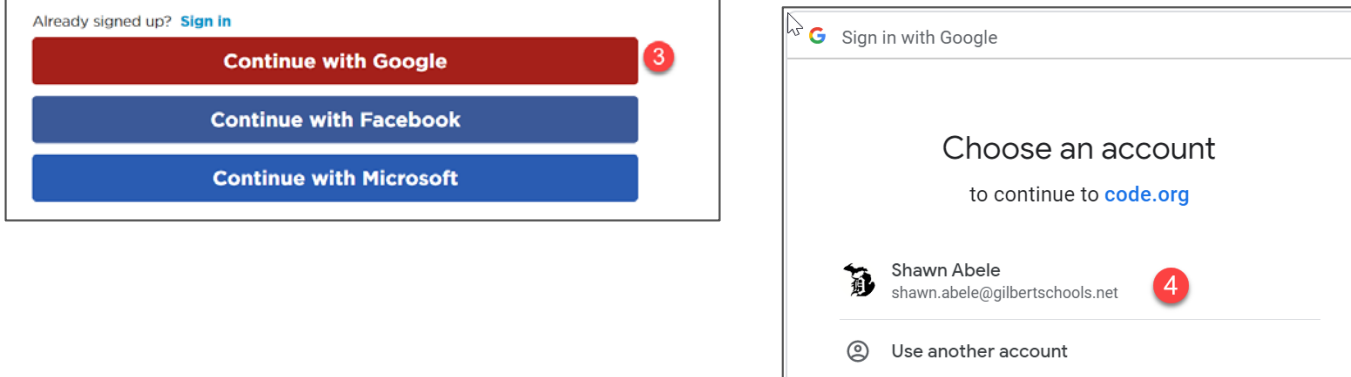 Already signed up? Sign in
Continue with Google
3
Continue with Facebook
Continue with Microsoft
Sign in with Google
Choose an account
to continue to code.org
Shawn Abele
shawn.abele@gilbertschools.net
4
Use another account